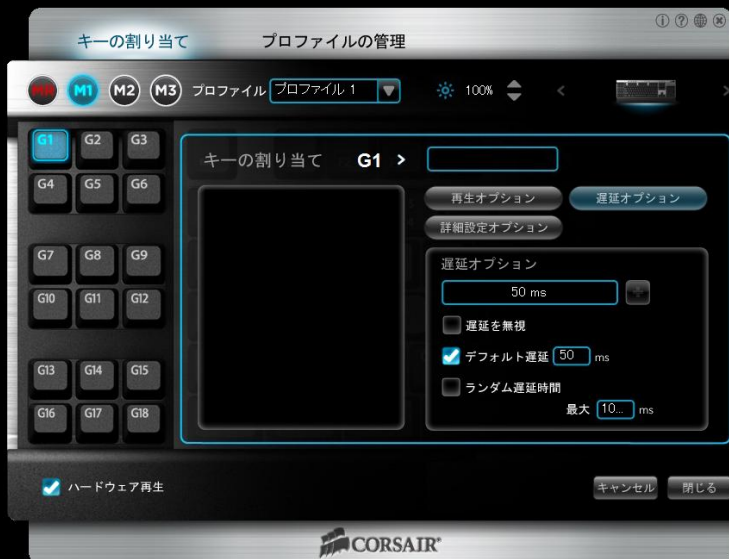 キーの割り当て プロファイルの管理
MR M1 M2 M3 プロファイル プロファイル 1 100%
G1 G2 G3
キーの割り当て G1 >
G4 G5 G6
再生オプション 遅延オプション
詳細設定オプション
G7 G8 G9
遅延オプション
50 ms
G10 G11 G12
遅延を無視
デフォルト遅延 50 ms
G13 G14 G15
ランダム遅延時間
最大 10... ms
G16 G17 G18
ハードウェア再生
キャンセル 閉じる
CORSAIR